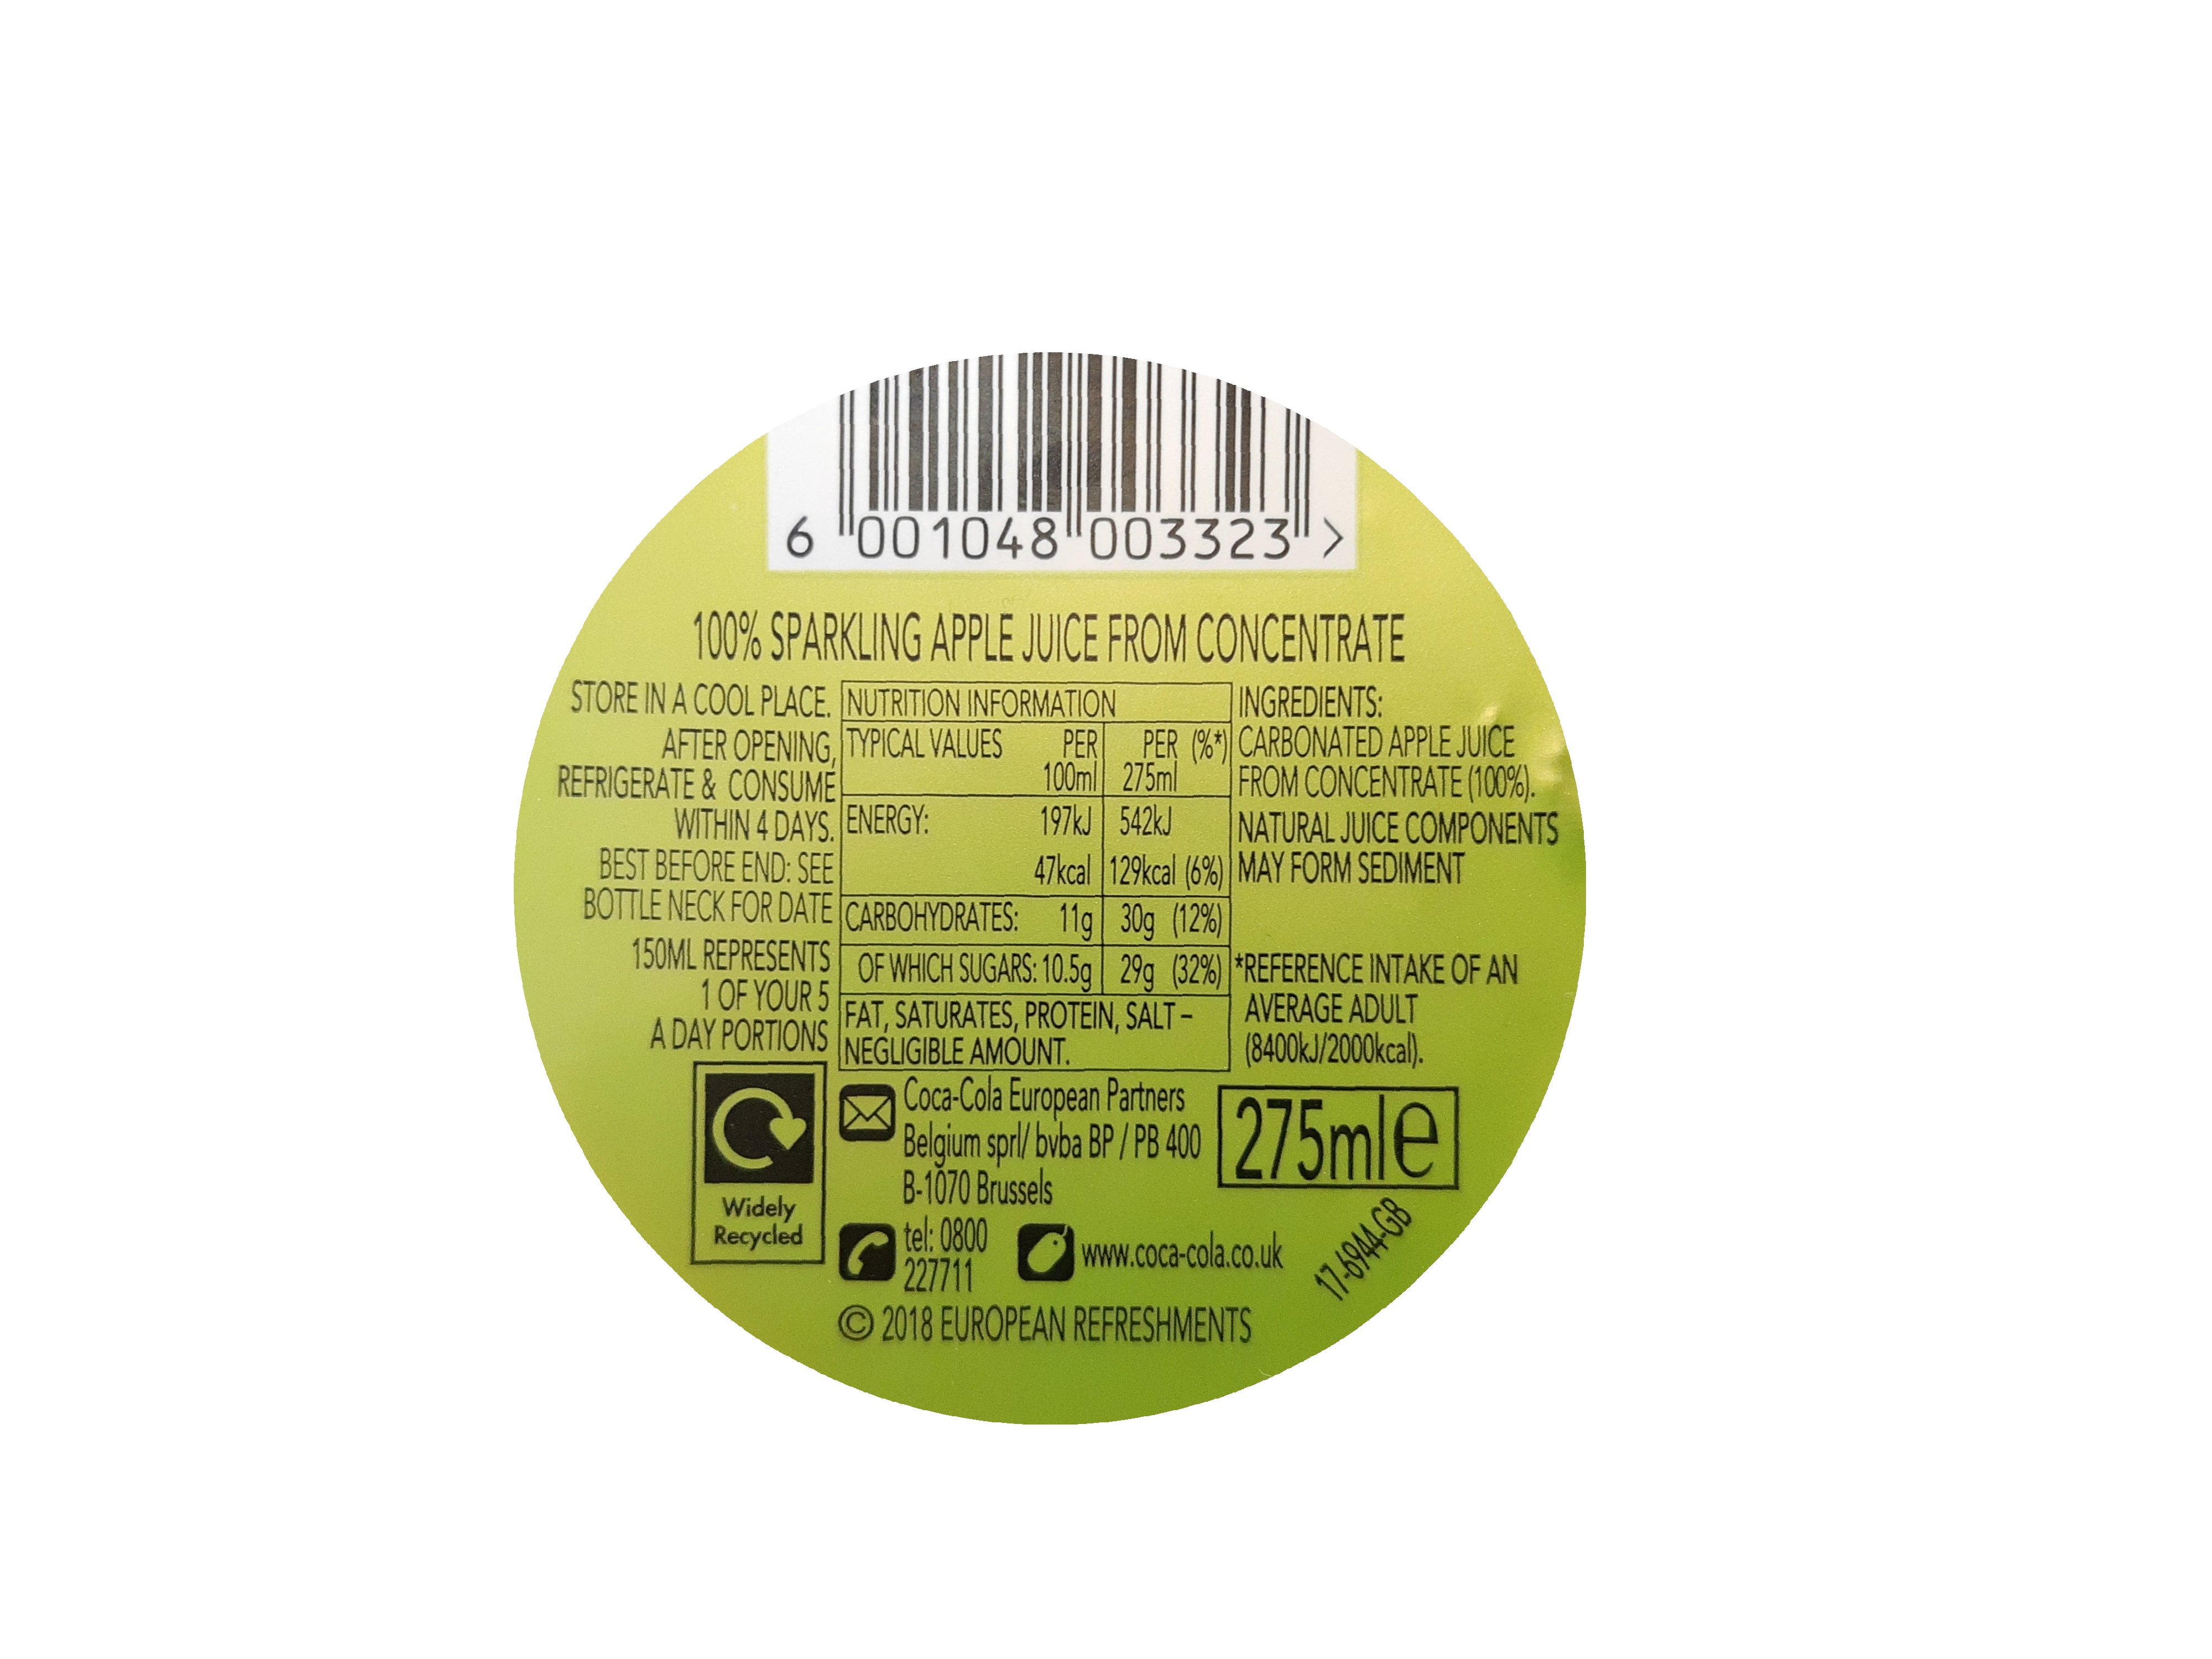 6 001048 003323 >
100% SPARKLING APPLE JUICE FROM CONCENTRATE
STORE IN A COOL PLACE.
AFTER OPENING,
REFRIGERATE & CONSUME
WITHIN 4 DAYS.
BEST BEFORE END: SEE
BOTTLE NECK FOR DATE
150ML REPRESENTS
1 OF YOUR 5
A DAY PORTIONS
NUTRITION INFORMATION
TYPICAL VALUES PER PER (%*)
100ml 275ml
ENERGY: 197kJ 542kJ
47kcal 129kcal (6%)
CARBOHYDRATES: 11g 30g (12%)
OF WHICH SUGARS: 10.5g 29g (32%)
FAT, SATURATES, PROTEIN, SALT –
NEGLIGIBLE AMOUNT.
INGREDIENTS:
CARBONATED APPLE JUICE
FROM CONCENTRATE (100%).
NATURAL JUICE COMPONENTS
MAY FORM SEDIMENT
*REFERENCE INTAKE OF AN
AVERAGE ADULT
(8400kJ/2000kcal).
Widely
Recycled
Coca-Cola European Partners
Belgium sprl/ bvba BP / PB 400
B-1070 Brussels
tel: 0800
227711
www.coca-cola.co.uk
275ml e
17-6944-GB
© 2018 EUROPEAN REFRESHMENTS